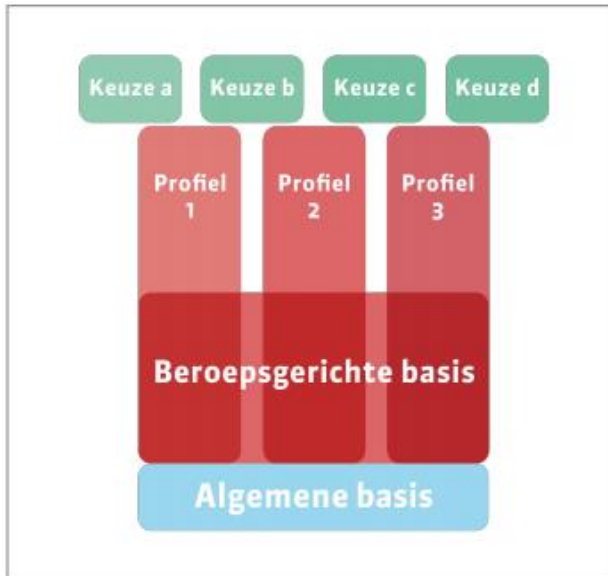 Keuze a
Keuze b
Keuze c
Keuze d
Profiel
1
Profiel
2
Profiel
3
Beroepsgerichte basis
Algemene basis